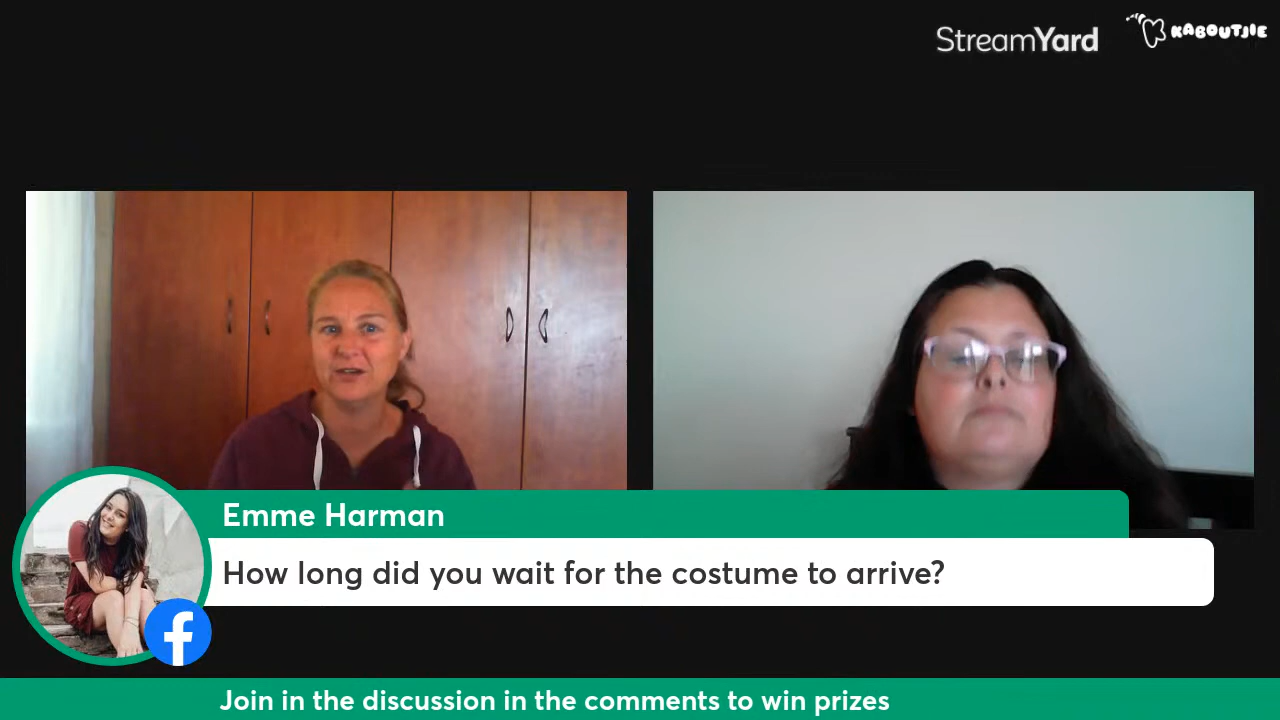 StreamYard
KABOUTJIE
Emme Harman
How long did you wait for the costume to arrive?
Join in the discussion in the comments to win prizes